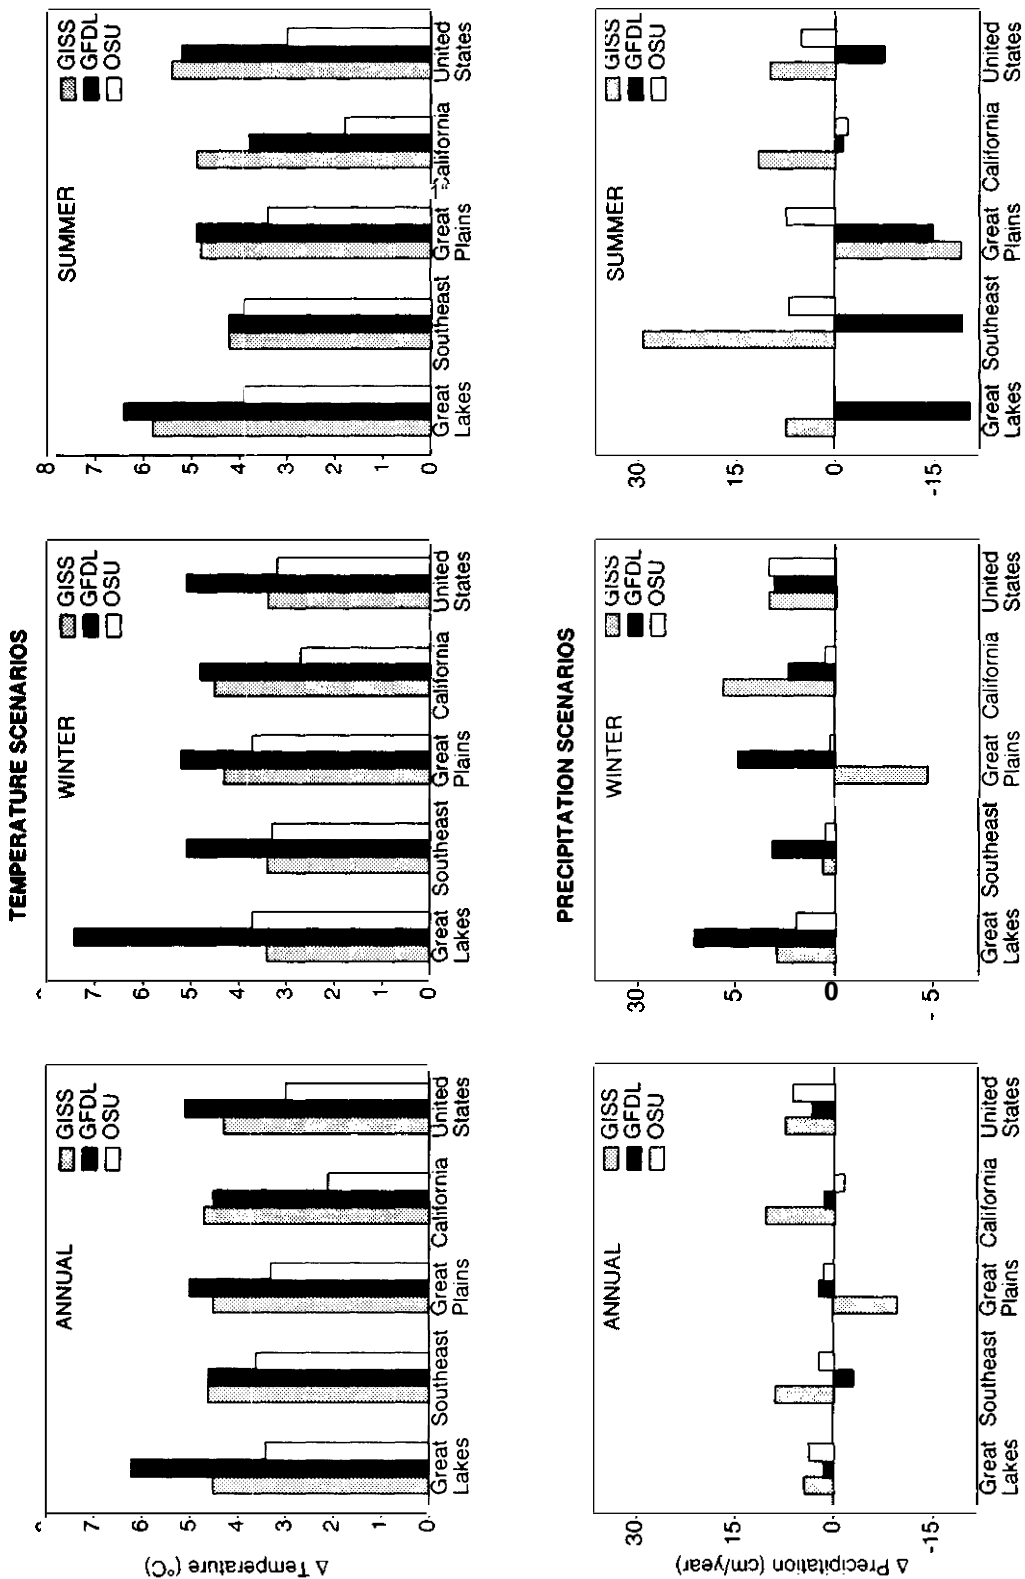 TEMPERATURE SCENARIOS
ANNUAL
GISS
GFDL
OSU
Δ Temperature (°C)
7
6
5
4
3
2
1
0
Great Lakes
Southeast
Great Plains
California
United States
WINTER
GISS
GFDL
OSU
7
6
5
4
3
2
1
0
Great Lakes
Southeast
Great Plains
California
United States
SUMMER
GISS
GFDL
OSU
8
7
6
5
4
3
2
1
0
Great Lakes
Southeast
Great Plains
California
United States
PRECIPITATION SCENARIOS
ANNUAL
GISS
GFDL
OSU
Δ Precipitation (cm/year)
30
15
0
-15
Great Lakes
Southeast
Great Plains
California
United States
WINTER
GISS
GFDL
OSU
30
5
0
- 5
Great Lakes
Southeast
Great Plains
California
United States
SUMMER
GISS
GFDL
OSU
30
15
0
-15
Great Lakes
Southeast
Great Plains
California
United States